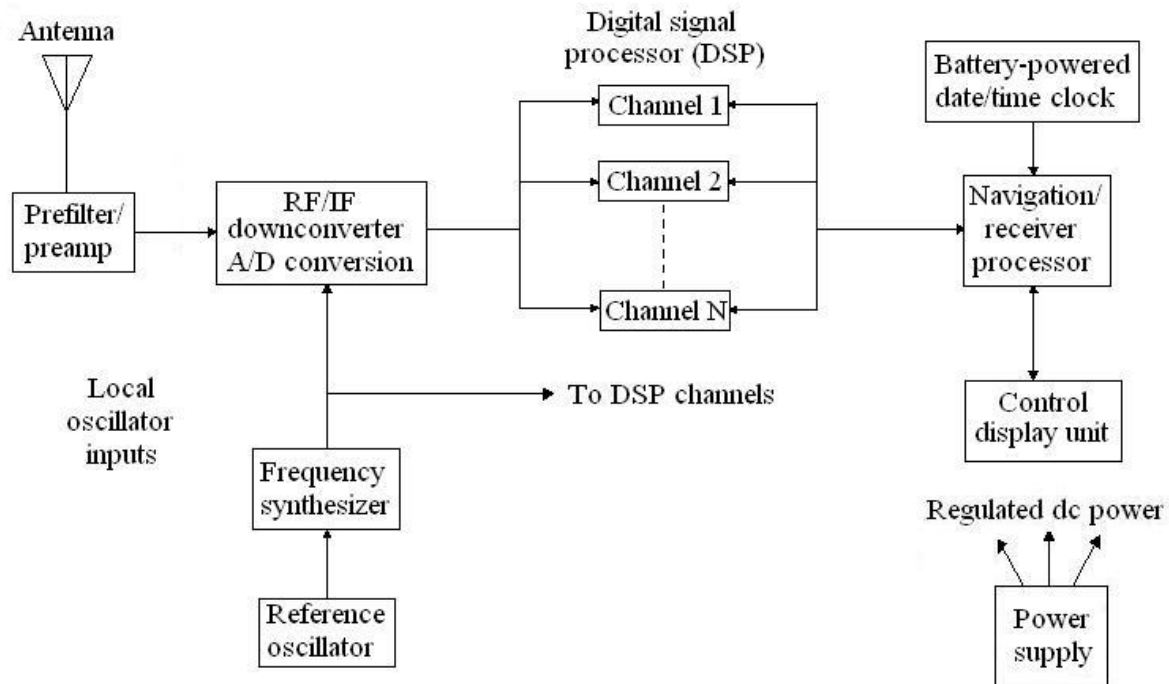 Antenna
Digital signal
processor (DSP)
Battery-powered
date/time clock
Channel 1
Channel 2
Channel N
Prefilter/
preamp
RF/IF
downconverter
A/D conversion
Navigation/
receiver
processor
Local
oscillator
inputs
To DSP channels
Control
display unit
Frequency
synthesizer
Regulated dc power
Reference
oscillator
Power
supply